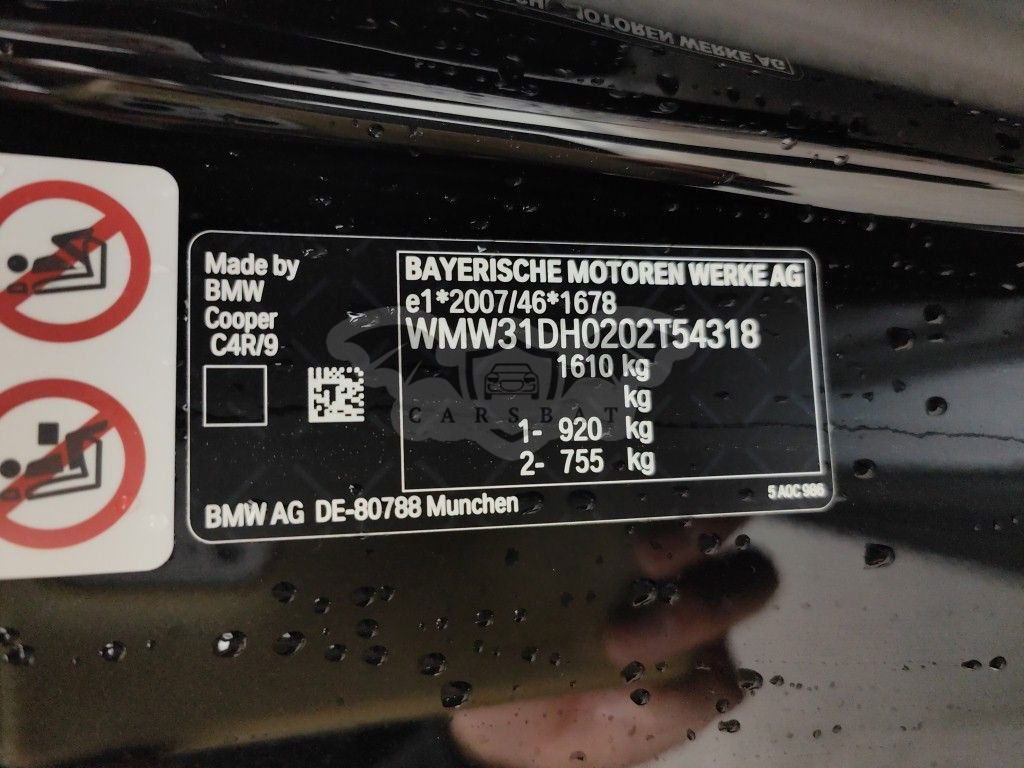 MOTOREN WERKE AG
Made by
BMW
Cooper
C4R/9
BAYERISCHE MOTOREN WERKE AG
e1*2007/46*1678
WMW31DH0202T54318
1610 kg
kg
1- 920 kg
2- 755 kg
CARSBAT
BMW AG DE-80788 Munchen
5 A0C 986